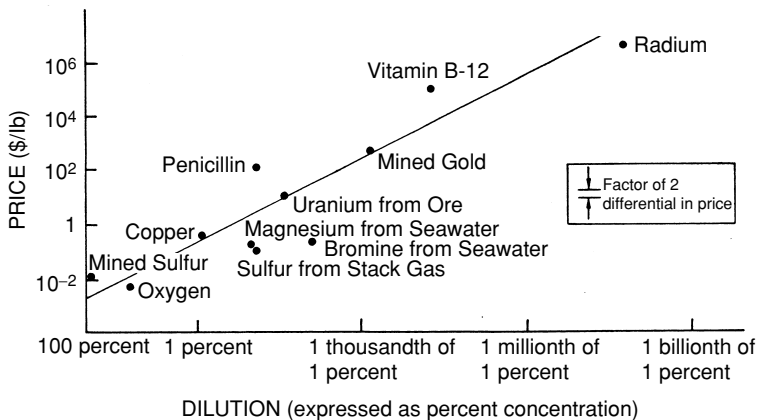 PRICE ($/lb)
10⁶
10⁴
10²
1
10⁻²
Radium
Vitamin B-12
Penicillin
Mined Gold
Uranium from Ore
Magnesium from Seawater
Copper
Bromine from Seawater
Mined Sulfur
Sulfur from Stack Gas
Oxygen
Factor of 2
differential in price
100 percent
1 percent
1 thousandth of
1 percent
1 millionth of
1 percent
1 billionth of
1 percent
DILUTION (expressed as percent concentration)